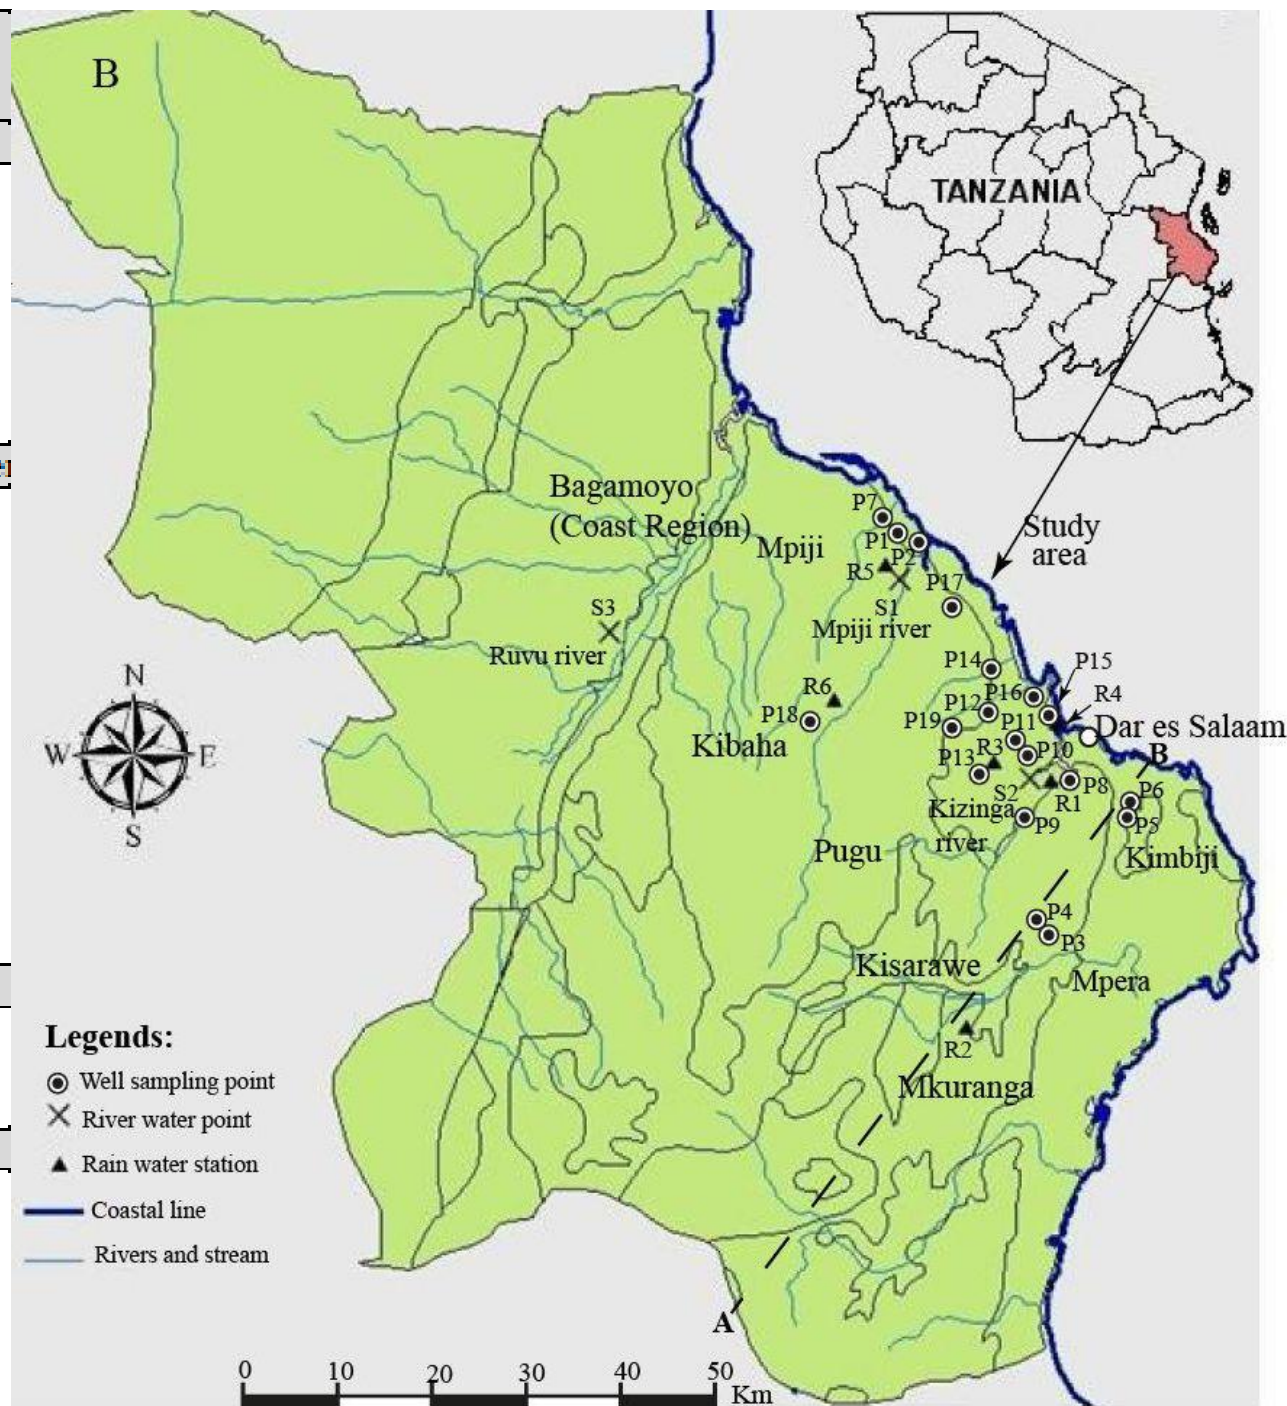 B
TANZANIA
Bagamoyo
(Coast Region)
Mpiji
P7
P1
P2
R5
S1
Mpiji river
P17
Study
area
S3
Ruvu river
N
W
E
S
P14
P15
R4
P16
P12
P11
P19
R6
P18
Kibaha
Dar es Salaam
B
P10
R3
P13
S2
R1
P8
P6
P5
Kizinga
river
P9
Pugu
Kimbiji
P4
P3
Kisarawe
Mpera
R2
Mkuranga
Legends:
Well sampling point
River water point
Rain water station
Coastal line
Rivers and stream
A
0 10 20 30 40 50
Km